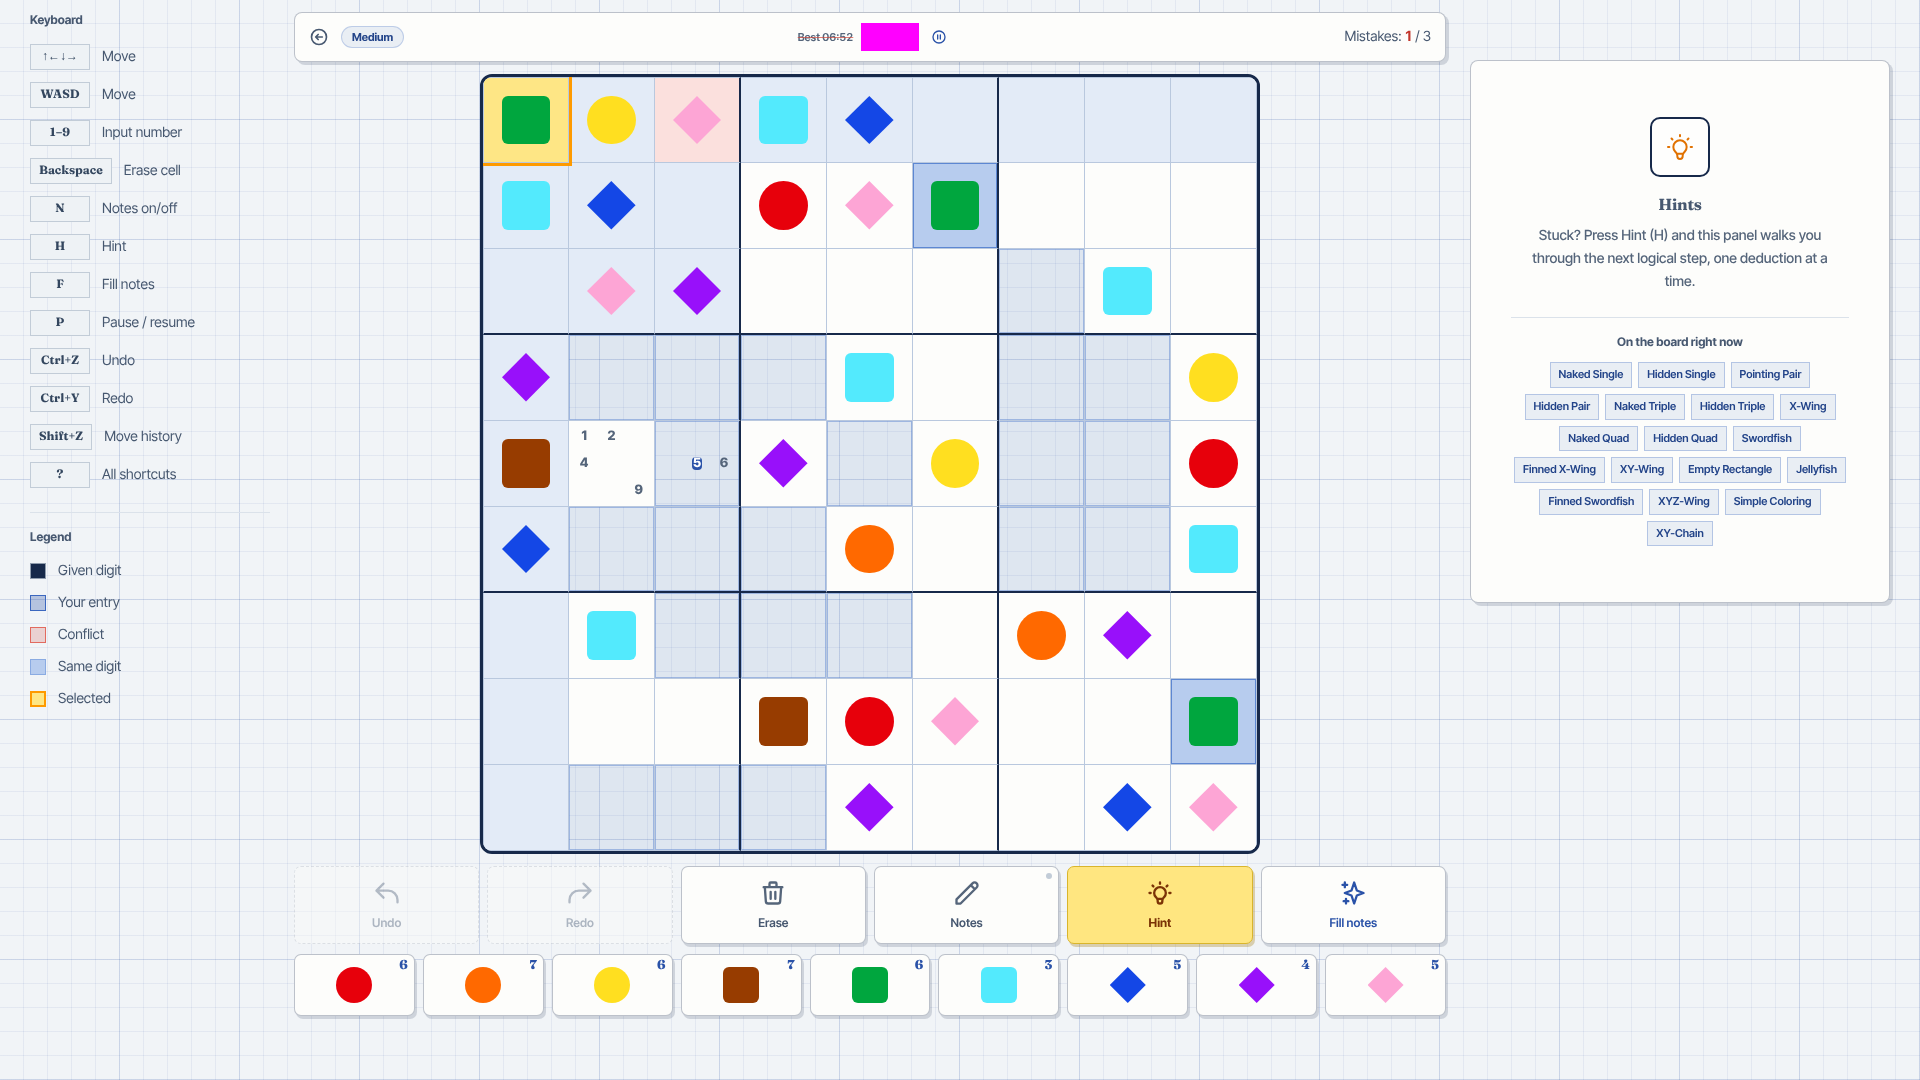 Keyboard
↑←↓→ Move
WASD Move
1–9 Input number
Backspace Erase cell
N Notes on/off
H Hint
F Fill notes
P Pause / resume
Ctrl+Z Undo
Ctrl+Y Redo
Shift+Z Move history
? All shortcuts
Legend
Given digit
Your entry
Conflict
Same digit
Selected
Medium
Best 06:52
Mistakes: 1 / 3
1 2
4
9
5 6
Undo
Redo
Erase
Notes
Hint
Fill notes
6
7
6
7
6
3
5
4
5
Hints
Stuck? Press Hint (H) and this panel walks you
through the next logical step, one deduction at a
time.
On the board right now
Naked Single Hidden Single Pointing Pair
Hidden Pair Naked Triple Hidden Triple X-Wing
Naked Quad Hidden Quad Swordfish
Finned X-Wing XY-Wing Empty Rectangle Jellyfish
Finned Swordfish XYZ-Wing Simple Coloring
XY-Chain